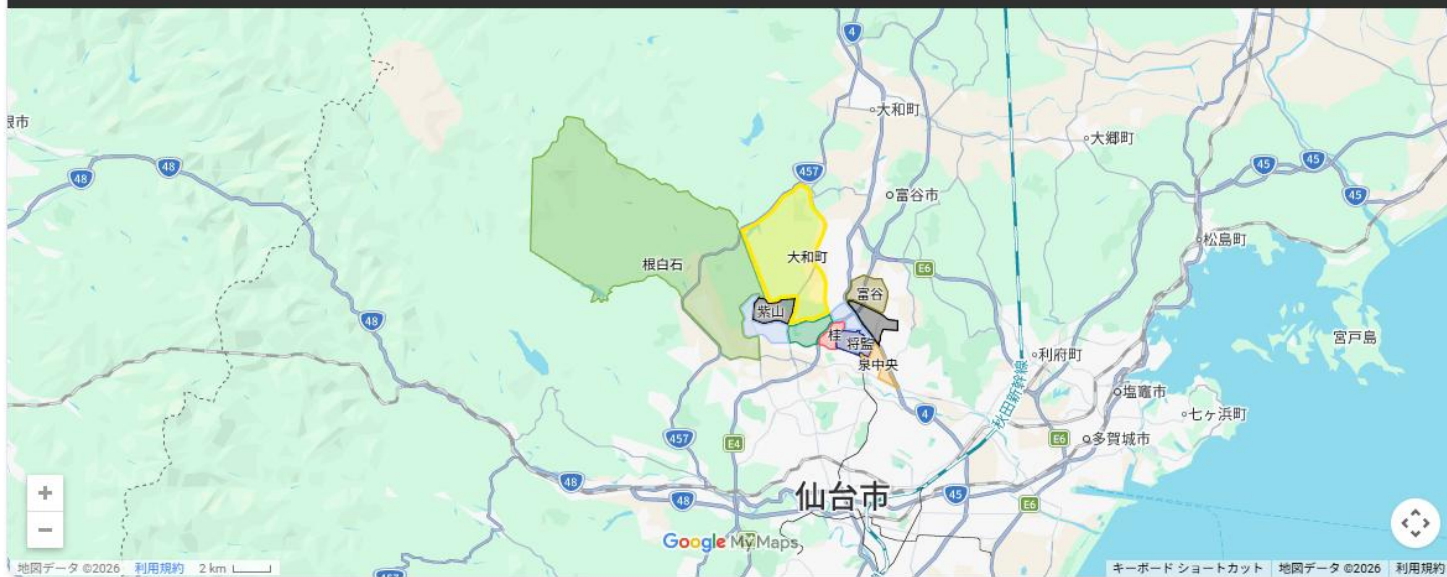 4
大和町
大郷町
根市
48
48
457
45
45
45
富谷市
松島町
大和町
根白石
E6
富谷
紫山
48
桂
将監
宮戸島
泉中央
利府町
秋田新幹線
塩竈市
七ヶ浜町
4
457
E4
E6
多賀城市
48
仙台市
48
45
E6
Google My Maps
地図データ ©2026 利用規約 2 km
キーボード ショートカット 地図データ ©2026 利用規約